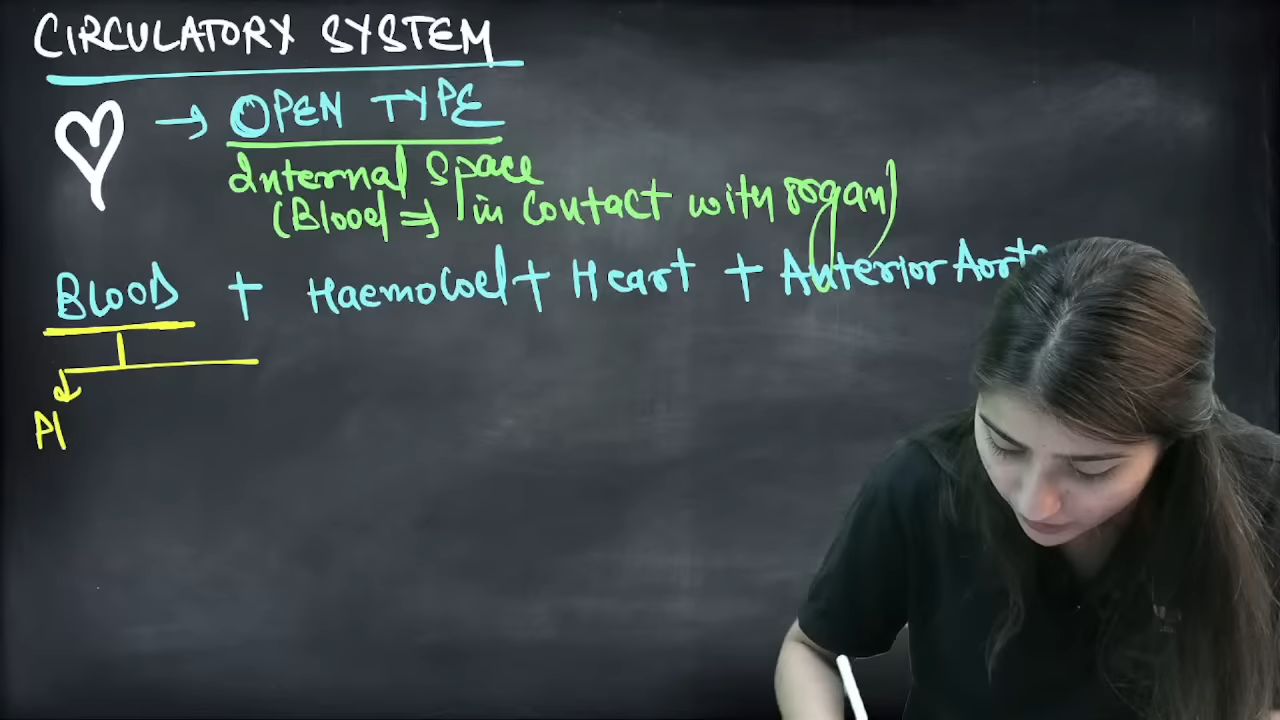 CIRCULATORY SYSTEM
→ OPEN TYPE
Internal Space
(Blood ⇒ in contact with organ)
BLOOD + Haemocoel + Heart + Anterior Aorta
Pl